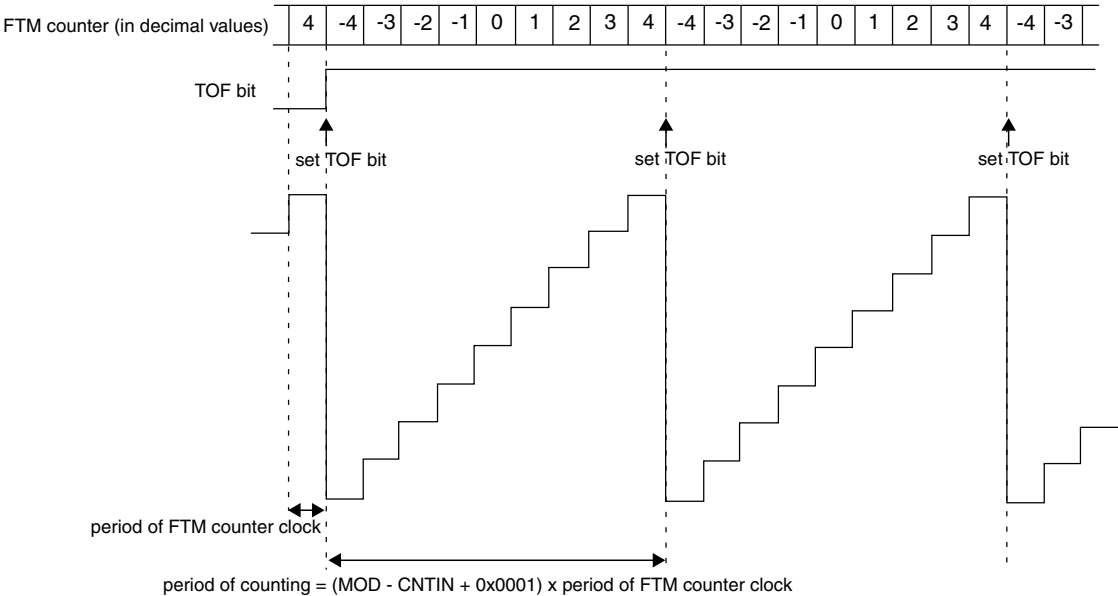 FTM counter (in decimal values) 4 -4 -3 -2 -1 0 1 2 3 4 -4 -3 -2 -1 0 1 2 3 4 -4 -3
TOF bit
set TOF bit set TOF bit set TOF bit
period of FTM counter clock
period of counting = (MOD - CNTIN + 0x0001) x period of FTM counter clock